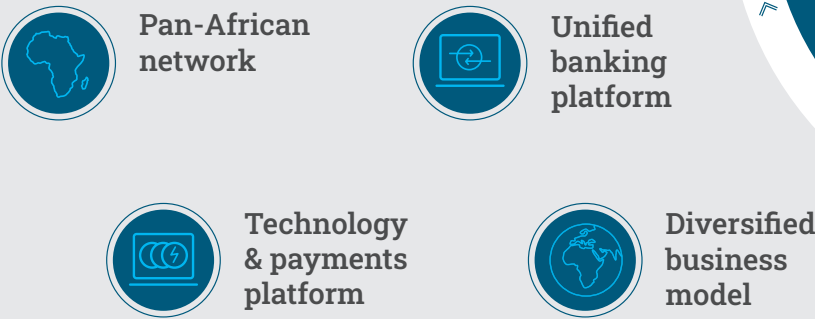 Pan-African
network
Unified
banking
platform
Technology
& payments
platform
Diversified
business
model